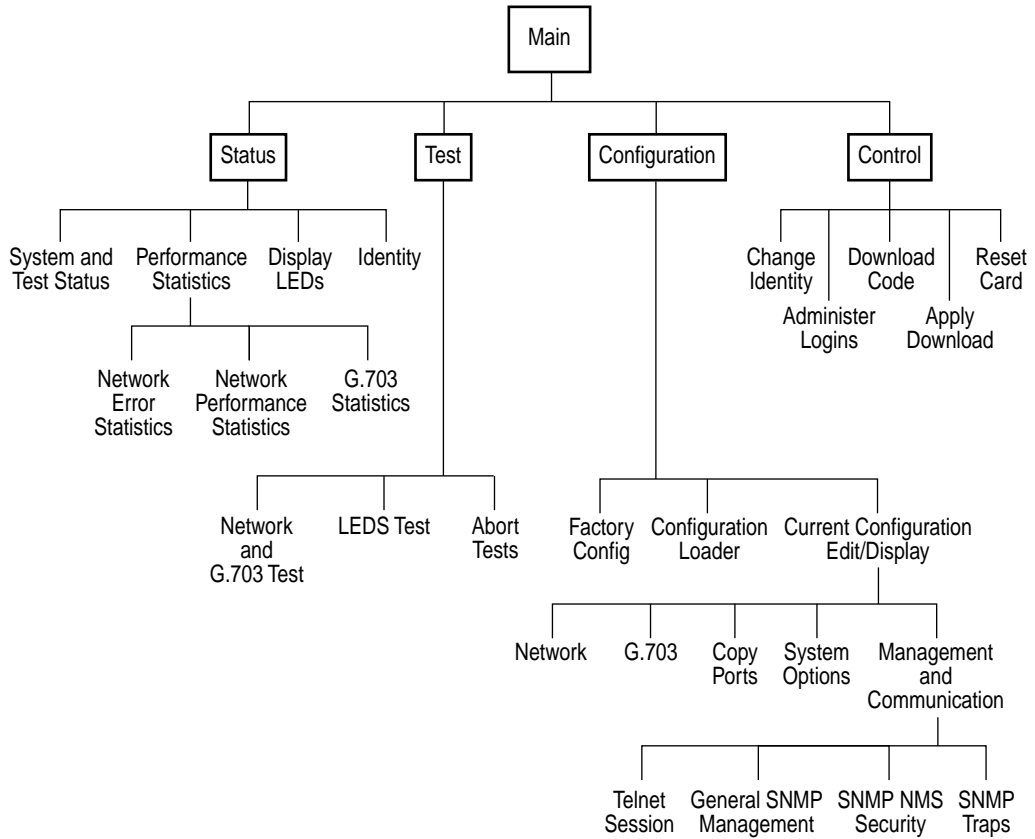 Main
Status
Test
Configuration
Control
System and
Test Status
Performance
Statistics
Display
LEDs
Identity
Change
Identity
Download
Code
Reset
Card
Administer
Logins
Apply
Download
Network
Error
Statistics
Network
Performance
Statistics
G.703
Statistics
Network
and
G.703 Test
LEDS Test
Abort
Tests
Factory
Config
Configuration
Loader
Current Configuration
Edit/Display
Network
G.703
Copy
Ports
System
Options
Management
and
Communication
Telnet
Session
General SNMP
Management
SNMP NMS
Security
SNMP
Traps